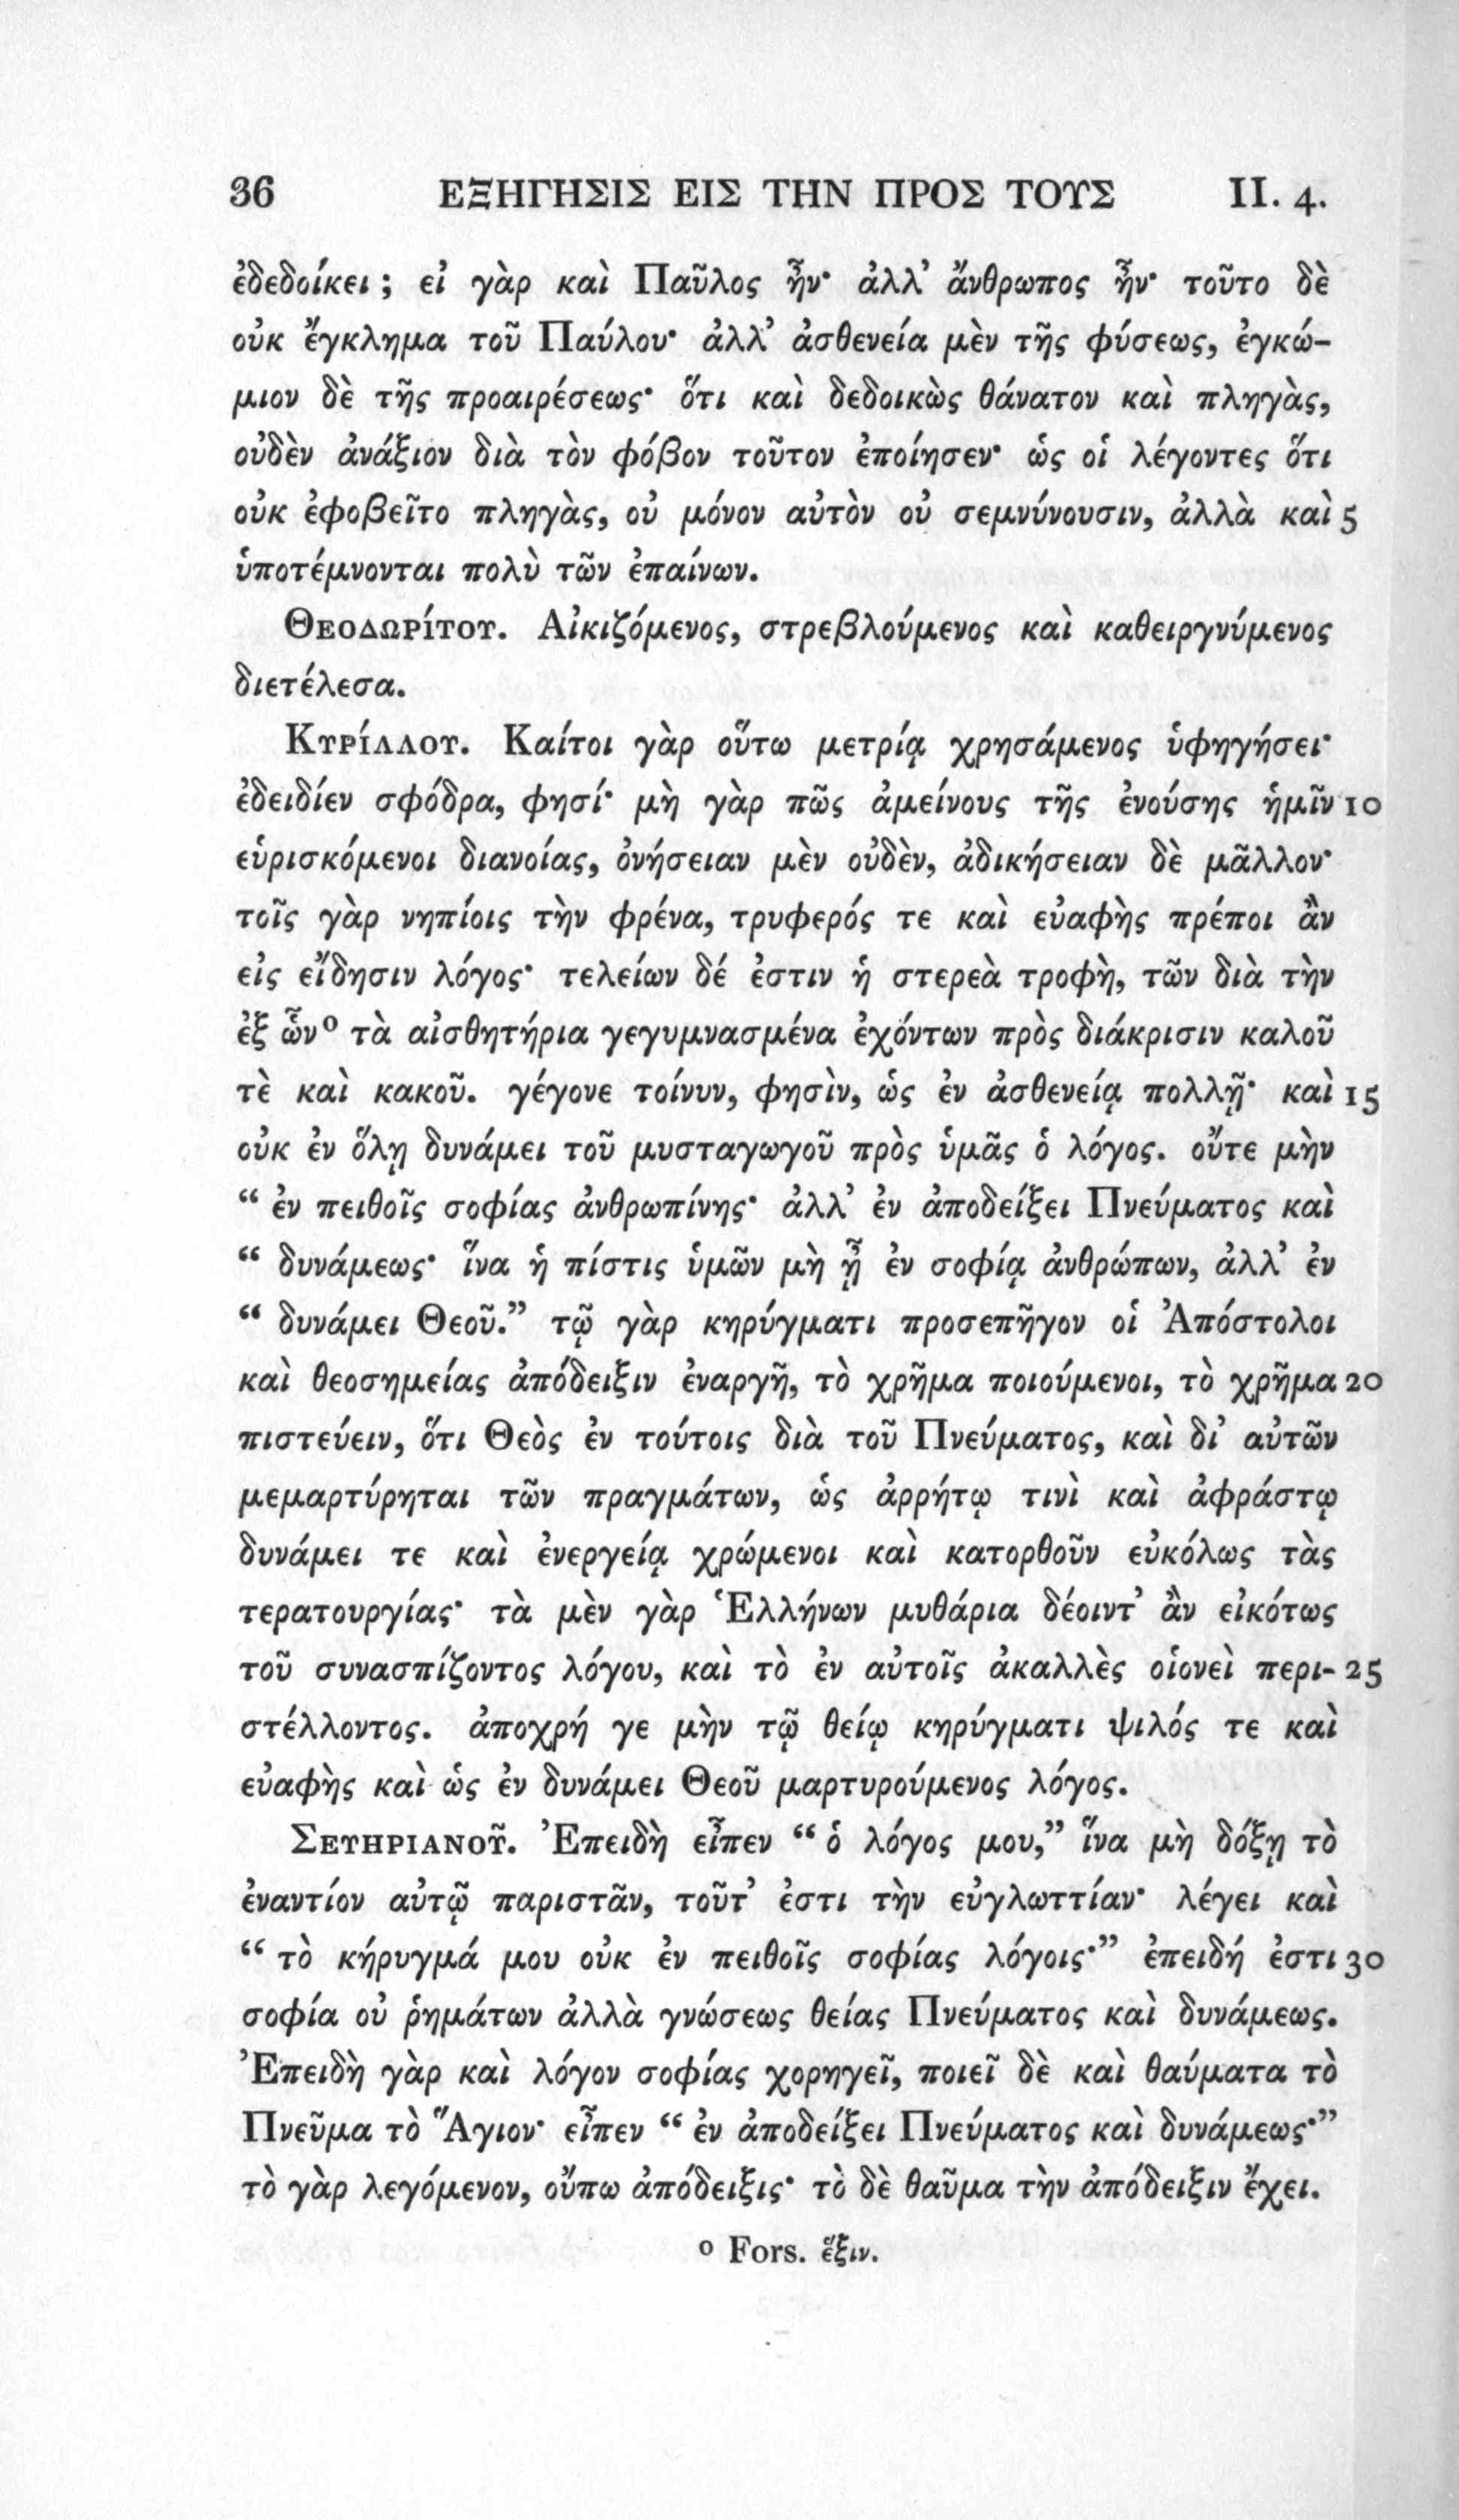 36 ΕΞΗΓΗΣΙΣ ΕΙΣ ΤΗΝ ΠΡΟΣ ΤΟΥΣ II. 4.
ἐδεδοίκει ; εἰ γὰρ καὶ Παῦλος ἦν· ἀλλ’ ἄνθρωπος ἦν· τοῦτο δὲ
οὐκ ἔγκλημα τοῦ Παύλου· ἀλλ’ ἀσθενεία μὲν τῆς φύσεως, ἐγκώ-
μιον δὲ τῆς προαιρέσεως· ὅτι καὶ δεδοικὼς θάνατον καὶ πληγὰς,
οὐδὲν ἀνάξιον διὰ τὸν φόβον τοῦτον ἐποίησεν· ὡς οἱ λέγοντες ὅτι
οὐκ ἐφοβεῖτο πληγὰς, οὐ μόνον αὐτὸν οὐ σεμνύνουσιν, ἀλλὰ καὶ 5
ὑποτέμνονται πολὺ τῶν ἐπαίνων.
Θεοδωρίτου. Αἰκιζόμενος, στρεβλούμενος καὶ καθειργνύμενος
διετέλεσα.
Κυρίλλου. Καίτοι γὰρ οὕτω μετρίᾳ χρησάμενος ὑφηγήσει·
ἐδειδίεν σφόδρα, φησί· μὴ γὰρ πῶς ἀμείνους τῆς ἐνούσης ἡμῖν 10
εὑρισκόμενοι διανοίας, ὀνήσειαν μὲν οὐδὲν, ἀδικήσειαν δὲ μᾶλλον·
τοῖς γὰρ νηπίοις τὴν φρένα, τρυφερός τε καὶ εὐαφὴς πρέποι ἂν
εἰς εἴδησιν λόγος· τελείων δέ ἐστιν ἡ στερεὰ τροφὴ, τῶν διὰ τὴν
ἐξ ὧν ᵒ τὰ αἰσθητήρια γεγυμνασμένα ἐχόντων πρὸς διάκρισιν καλοῦ
τὲ καὶ κακοῦ. γέγονε τοίνυν, φησὶν, ὡς ἐν ἀσθενείᾳ πολλῇ· καὶ 15
οὐκ ἐν ὅλῃ δυνάμει τοῦ μυσταγωγοῦ πρὸς ὑμᾶς ὁ λόγος. οὔτε μὴν
“ ἐν πειθοῖς σοφίας ἀνθρωπίνης· ἀλλ’ ἐν ἀποδείξει Πνεύματος καὶ
“ δυνάμεως· ἵνα ἡ πίστις ὑμῶν μὴ ᾖ ἐν σοφίᾳ ἀνθρώπων, ἀλλ’ ἐν
“ δυνάμει Θεοῦ.” τῷ γὰρ κηρύγματι προσεπῆγον οἱ Ἀπόστολοι
καὶ θεοσημείας ἀπόδειξιν ἐναργῆ, τὸ χρῆμα ποιούμενοι, τὸ χρῆμα 20
πιστεύειν, ὅτι Θεὸς ἐν τούτοις διὰ τοῦ Πνεύματος, καὶ δι’ αὐτῶν
μεμαρτύρηται τῶν πραγμάτων, ὡς ἀρρήτῳ τινὶ καὶ ἀφράστῳ
δυνάμει τε καὶ ἐνεργείᾳ χρώμενοι καὶ κατορθοῦν εὐκόλως τὰς
τερατουργίας· τὰ μὲν γὰρ Ἑλλήνων μυθάρια δέοιντ’ ἂν εἰκότως
τοῦ συνασπίζοντος λόγου, καὶ τὸ ἐν αὐτοῖς ἀκαλλὲς οἱονεὶ περι- 25
στέλλοντος. ἀποχρή γε μὴν τῷ θείῳ κηρύγματι ψιλός τε καὶ
εὐαφὴς καὶ ὡς ἐν δυνάμει Θεοῦ μαρτυρούμενος λόγος.
Σευηριανοῦ. Ἐπειδὴ εἶπεν “ ὁ λόγος μου,” ἵνα μὴ δόξῃ τὸ
ἐναντίον αὐτῷ παριστᾶν, τοῦτ’ ἐστι τὴν εὐγλωττίαν· λέγει καὶ
“ τὸ κήρυγμά μου οὐκ ἐν πειθοῖς σοφίας λόγοις·” ἐπειδή ἐστι 30
σοφία οὐ ῥημάτων ἀλλὰ γνώσεως θείας Πνεύματος καὶ δυνάμεως.
Ἐπειδὴ γὰρ καὶ λόγον σοφίας χορηγεῖ, ποιεῖ δὲ καὶ θαύματα τὸ
Πνεῦμα τὸ Ἅγιον· εἶπεν “ ἐν ἀποδείξει Πνεύματος καὶ δυνάμεως·”
τὸ γὰρ λεγόμενον, οὔπω ἀπόδειξις· τὸ δὲ θαῦμα τὴν ἀπόδειξιν ἔχει.
ᵒ Fors. ἕξιν.